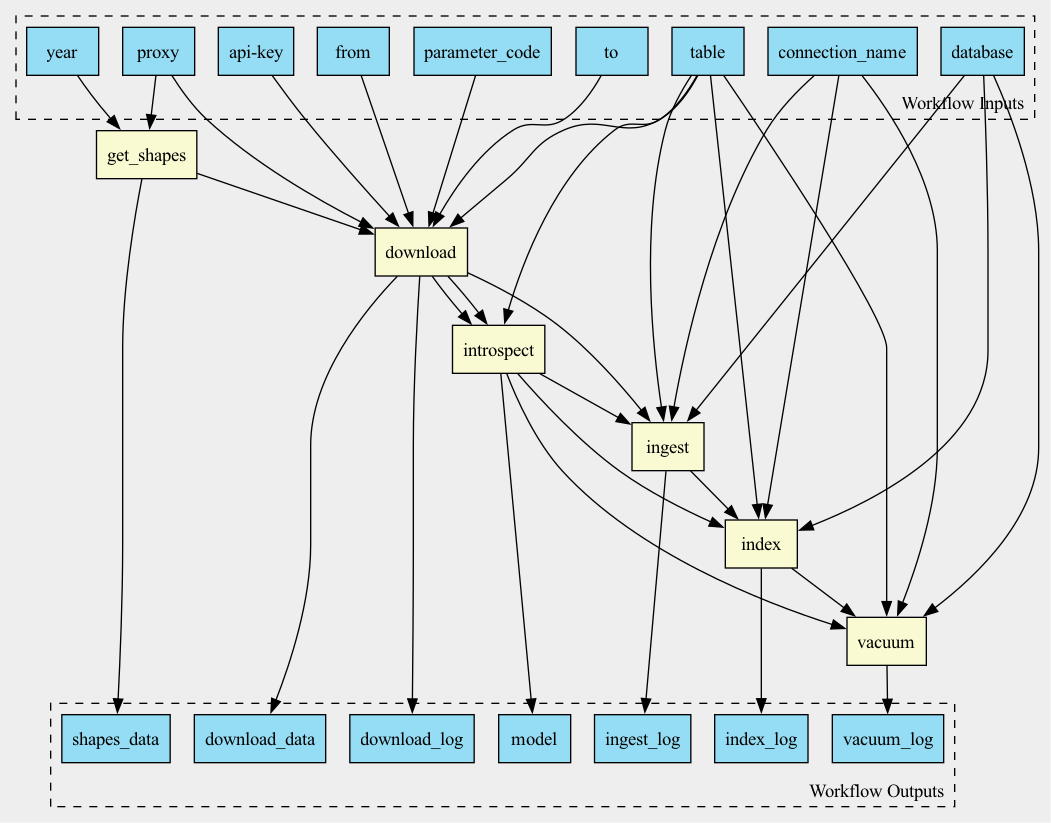 year
proxy
api-key
from
parameter_code
to
table
connection_name
database
Workflow Inputs
get_shapes
download
introspect
ingest
index
vacuum
shapes_data
download_data
download_log
model
ingest_log
index_log
vacuum_log
Workflow Outputs